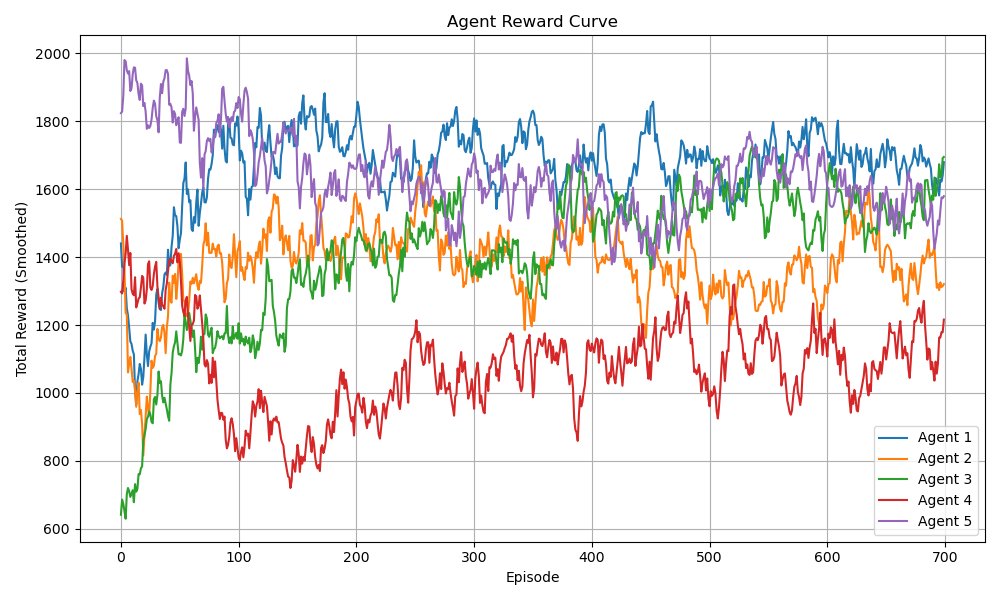 Agent Reward Curve
Total Reward (Smoothed)
2000
1800
1600
1400
1200
1000
800
600
0
100
200
300
400
500
600
700
Episode
Agent 1
Agent 2
Agent 3
Agent 4
Agent 5